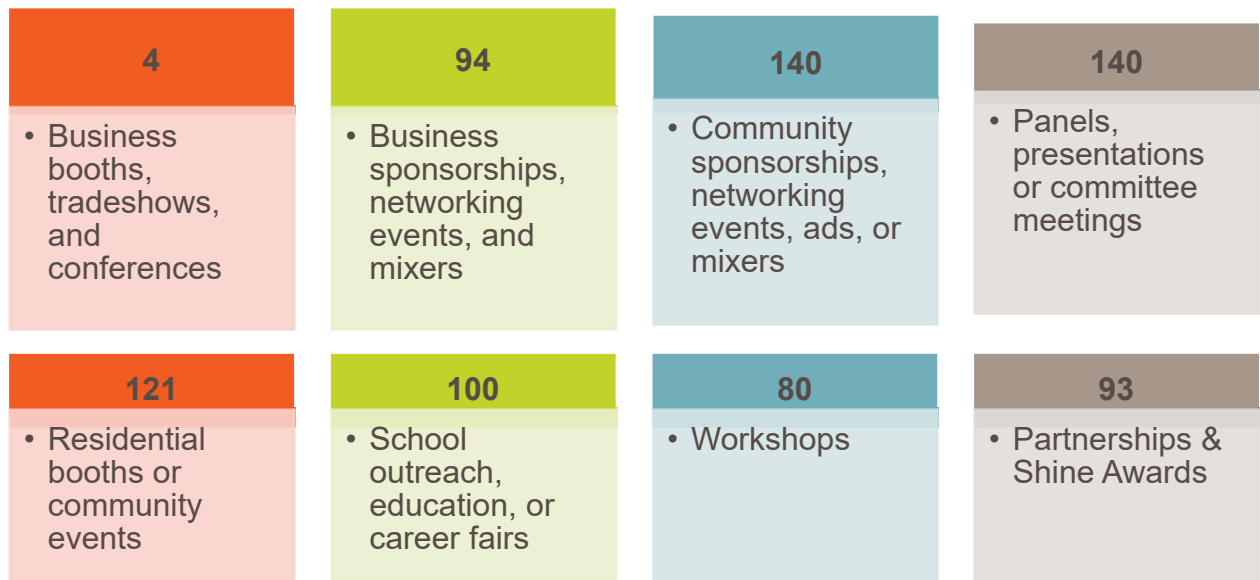 4
• Business
booths,
tradeshows,
and
conferences
94
• Business
sponsorships,
networking
events, and
mixers
140
• Community
sponsorships,
networking
events, ads, or
mixers
140
• Panels,
presentations
or committee
meetings
121
• Residential
booths or
community
events
100
• School
outreach,
education, or
career fairs
80
• Workshops
93
• Partnerships &
Shine Awards